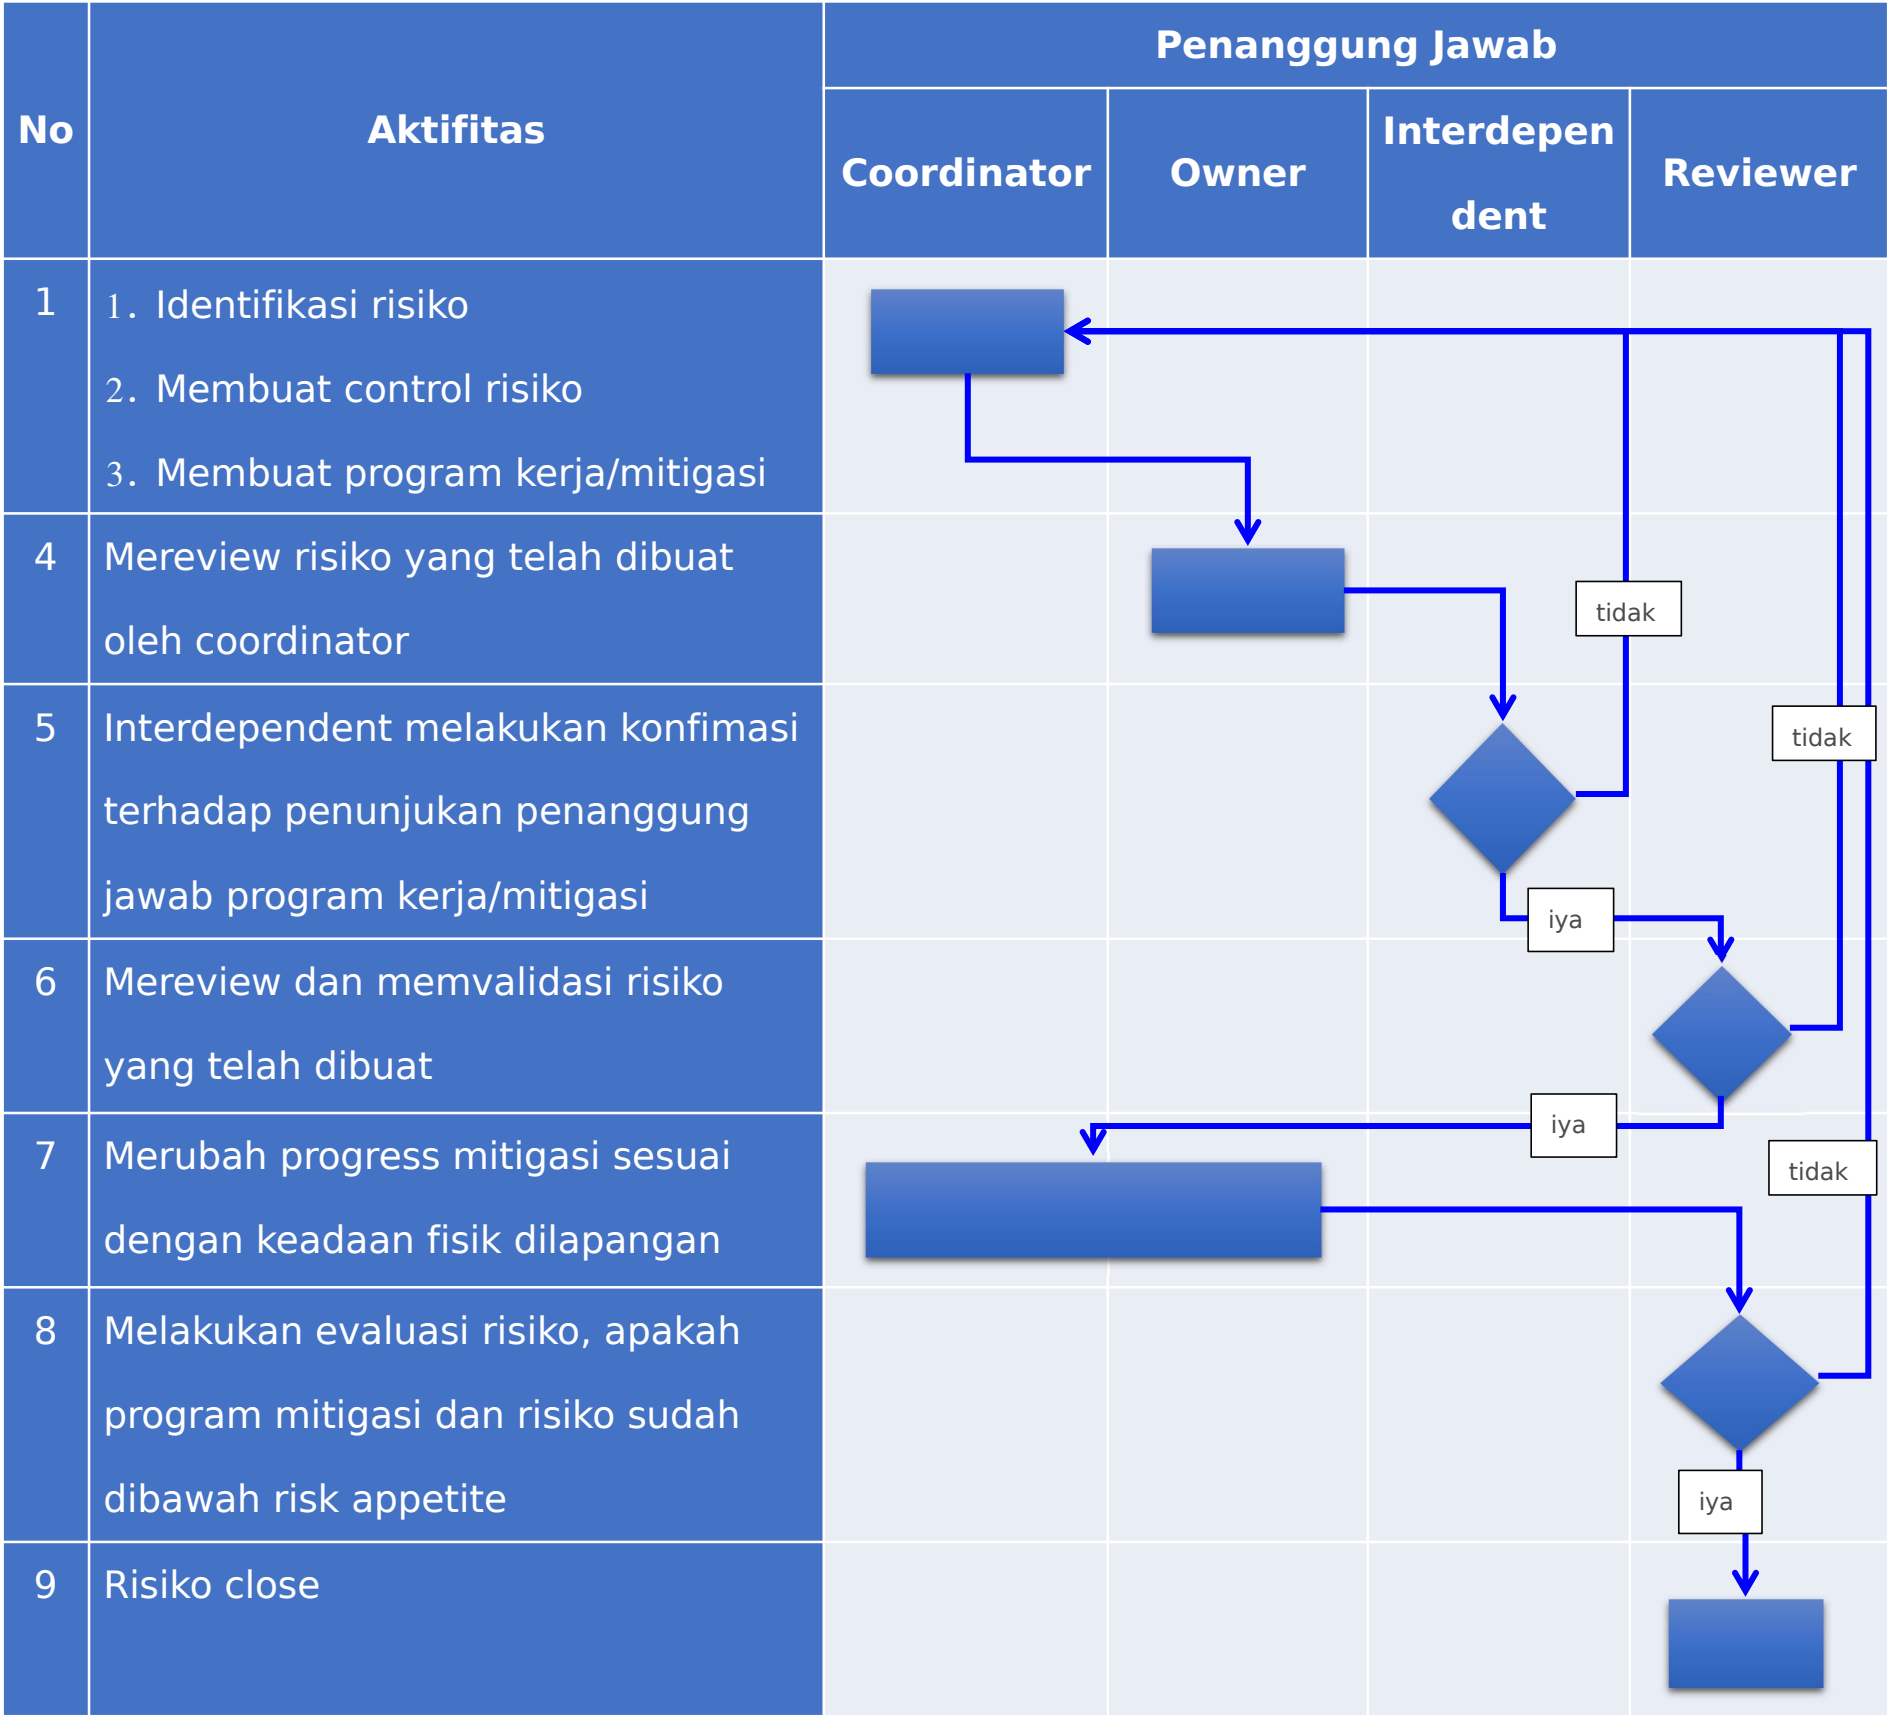 Penanggung Jawab
No
Aktifitas
Coordinator
Owner
Interdepen
dent
Reviewer
1
1. Identifikasi risiko
2. Membuat control risiko
3. Membuat program kerja/mitigasi
4
Mereview risiko yang telah dibuat
oleh coordinator
tidak
5
Interdependent melakukan konfimasi
terhadap penunjukan penanggung
jawab program kerja/mitigasi
tidak
iya
6
Mereview dan memvalidasi risiko
yang telah dibuat
iya
7
Merubah progress mitigasi sesuai
dengan keadaan fisik dilapangan
tidak
8
Melakukan evaluasi risiko, apakah
program mitigasi dan risiko sudah
dibawah risk appetite
iya
9
Risiko close